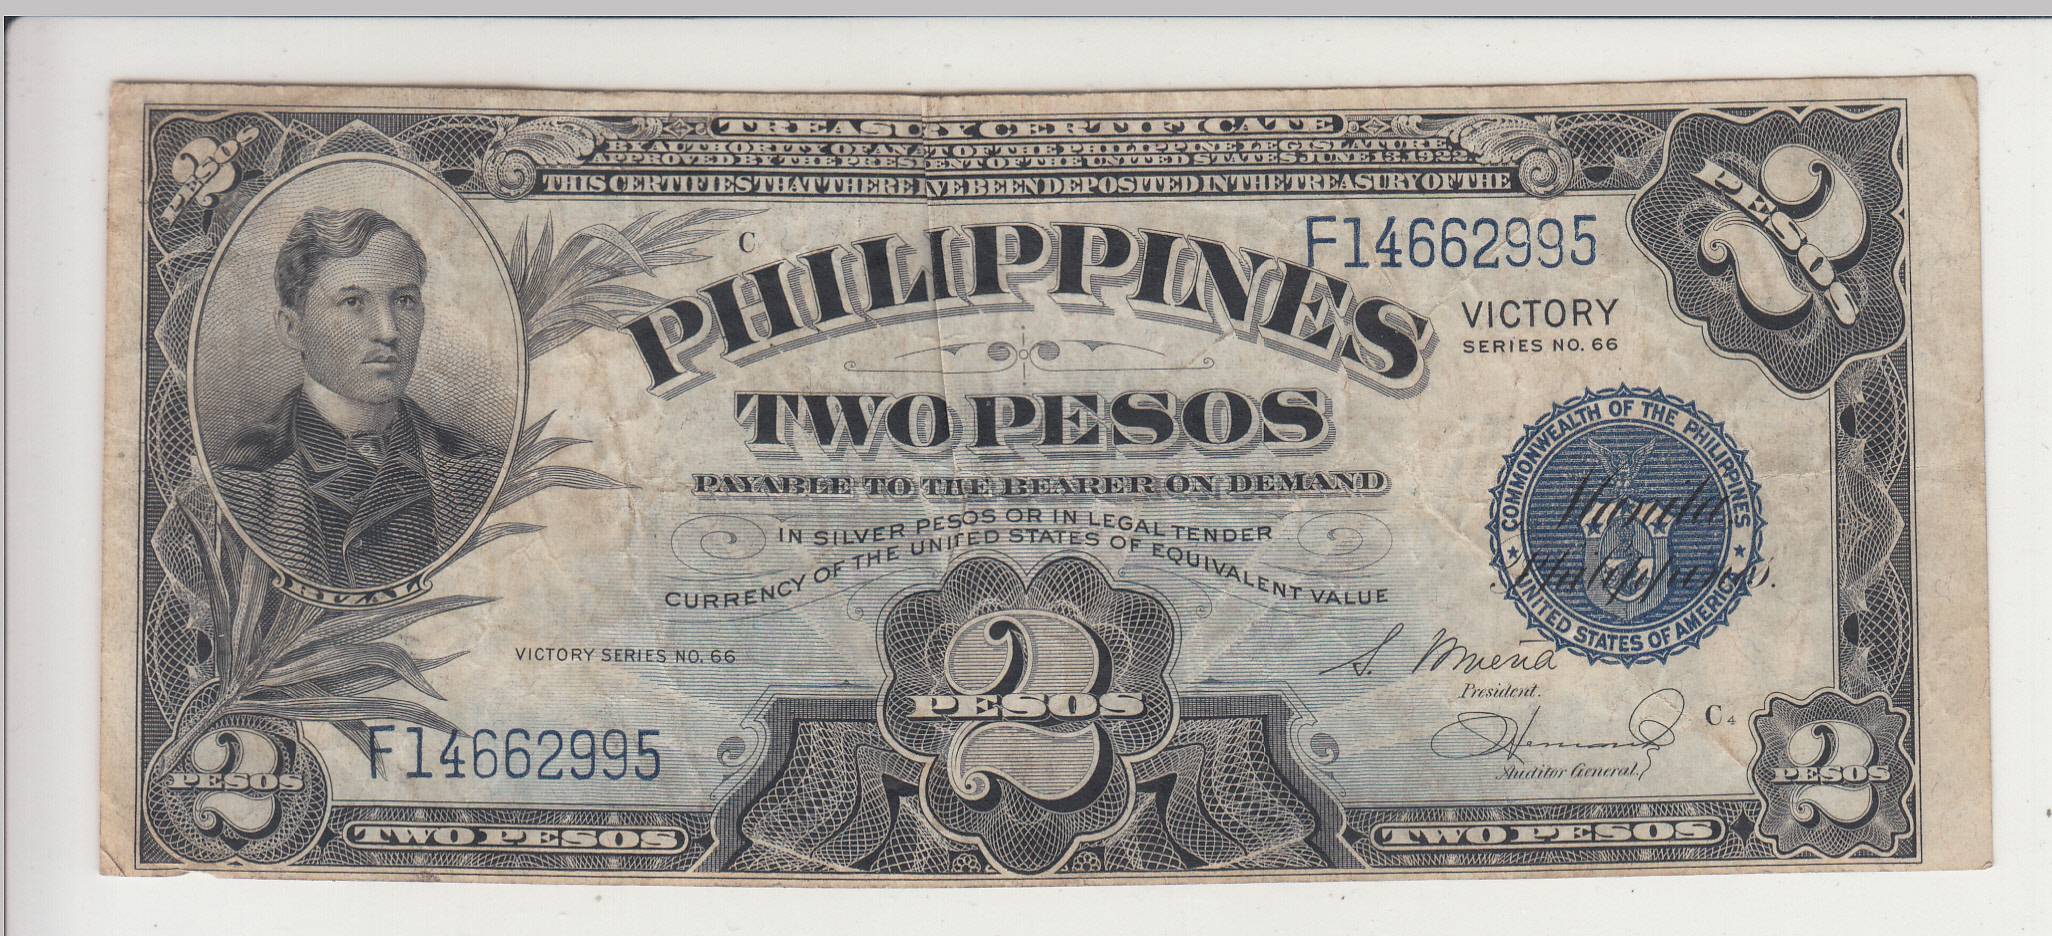 2 PESOS
TREASURY CERTIFICATE
BY AUTHORITY OF AN ACT OF THE PHILIPPINE LEGISLATURE
APPROVED BY THE PRESIDENT OF THE UNITED STATES JUNE 13, 1922
THIS CERTIFIES THAT THERE HAVE BEEN DEPOSITED IN THE TREASURY OF THE
2 PESOS
C
F14662995
PHILIPPINES
VICTORY
SERIES NO. 66
TWO PESOS
PAYABLE TO THE BEARER ON DEMAND
IN SILVER PESOS OR IN LEGAL TENDER
CURRENCY OF THE UNITED STATES OF EQUIVALENT VALUE
COMMONWEALTH OF THE PHILIPPINES
UNITED STATES OF AMERICA
Manila
Philippines.
RIZAL
VICTORY SERIES NO. 66
S. Osmeña
President.
F14662995
2 PESOS
Auditor General.
C4
2 PESOS
TWO PESOS
TWO PESOS
2 PESOS